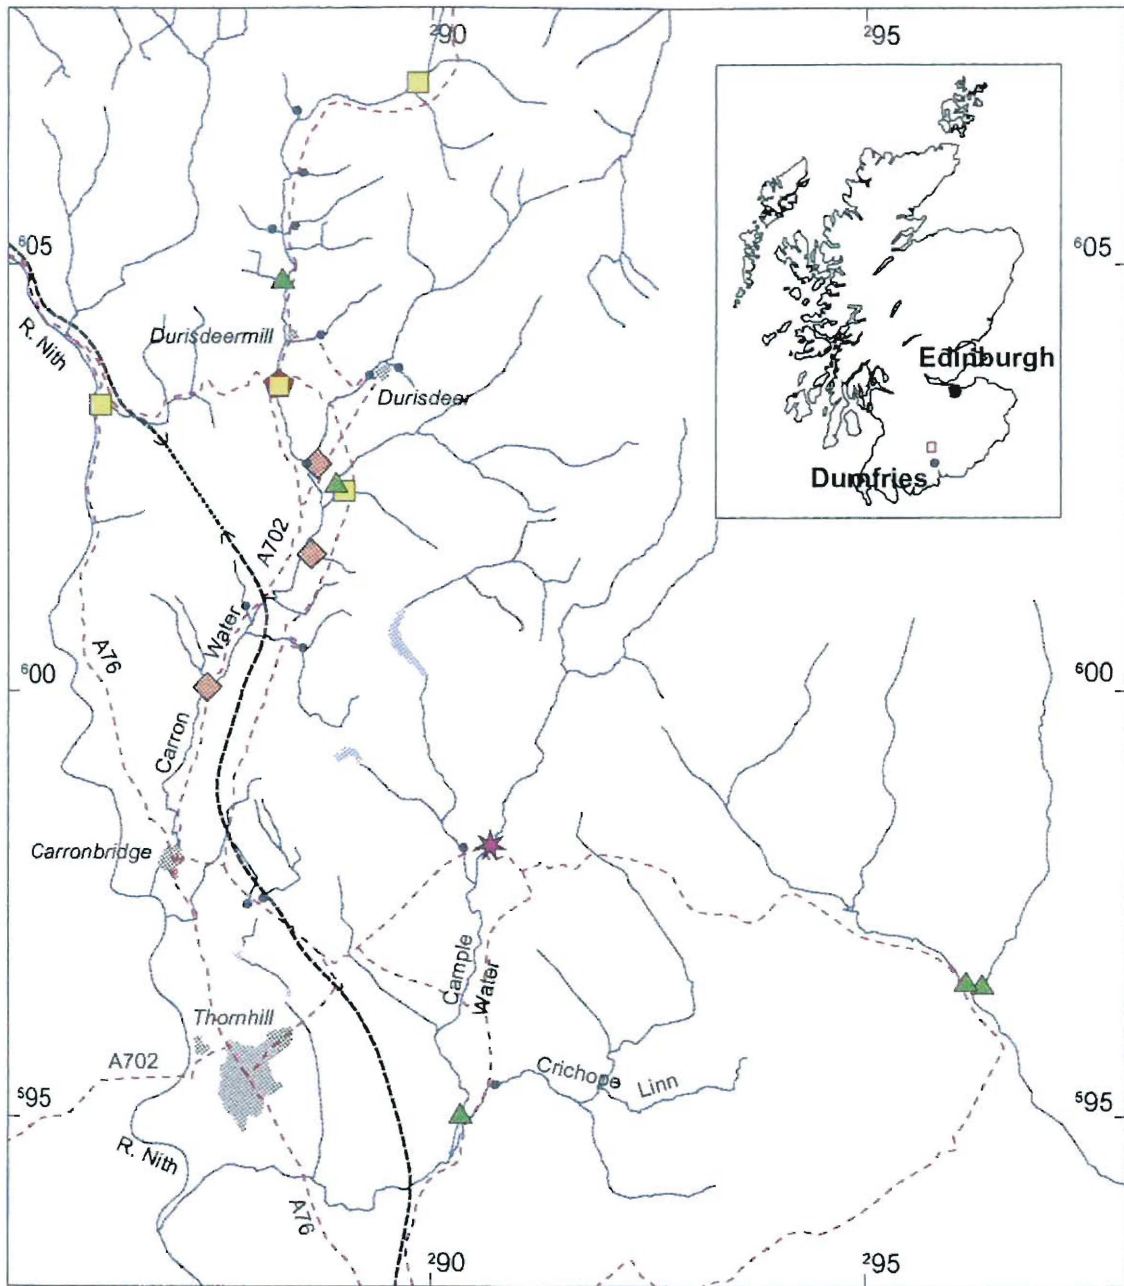 290
295
605
605
R. Nith
Durisdeermill
Durisdeer
Edinburgh
Dumfries
A702
Water
Carron
A76
600
600
Carronbridge
Cample
Water
Thornhill
A702
Crichope
Linn
595
595
R. Nith
A76
290
295